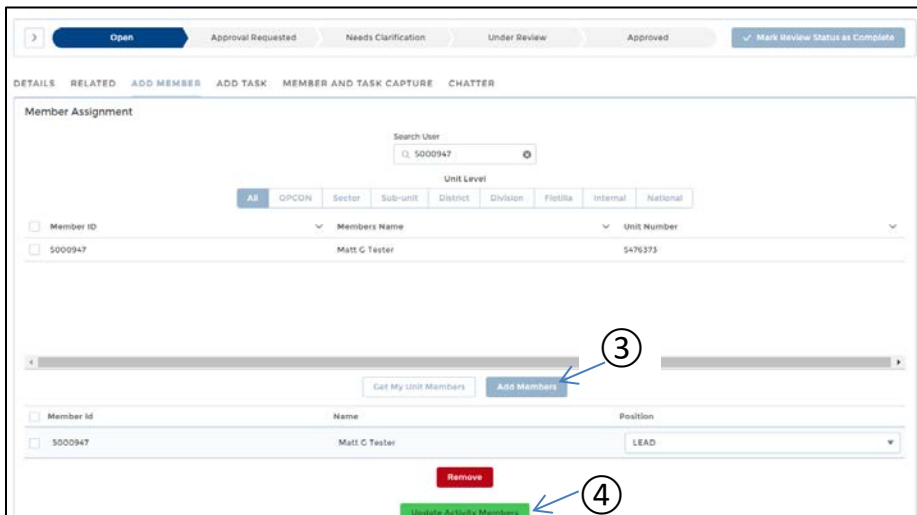 > Open Approval Requested Needs Clarification Under Review Approved ✓ Mark Review Status as Complete
DETAILS RELATED ADD MEMBER ADD TASK MEMBER AND TASK CAPTURE CHATTER
Member Assignment
Search User
5000947
Unit Level
All OPCON Sector Sub-unit District Division Flotilla Internal National
Member ID Members Name Unit Number
5000947 Matt G Tester 5476373
③
Get My Unit Members Add Members
Member Id Name Position
5000947 Matt G Tester LEAD
Remove
④
Update Activity Members